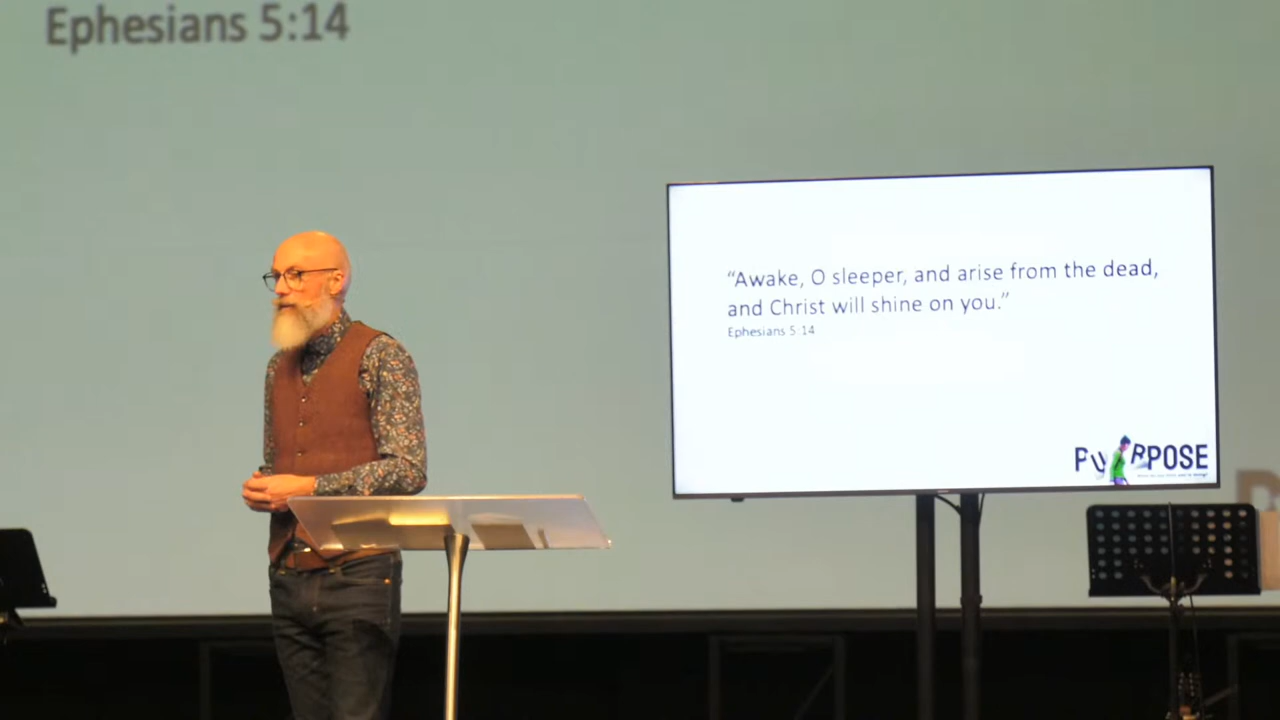 Ephesians 5:14
“Awake, O sleeper, and arise from the dead,
and Christ will shine on you.”
Ephesians 5:14
PURPOSE